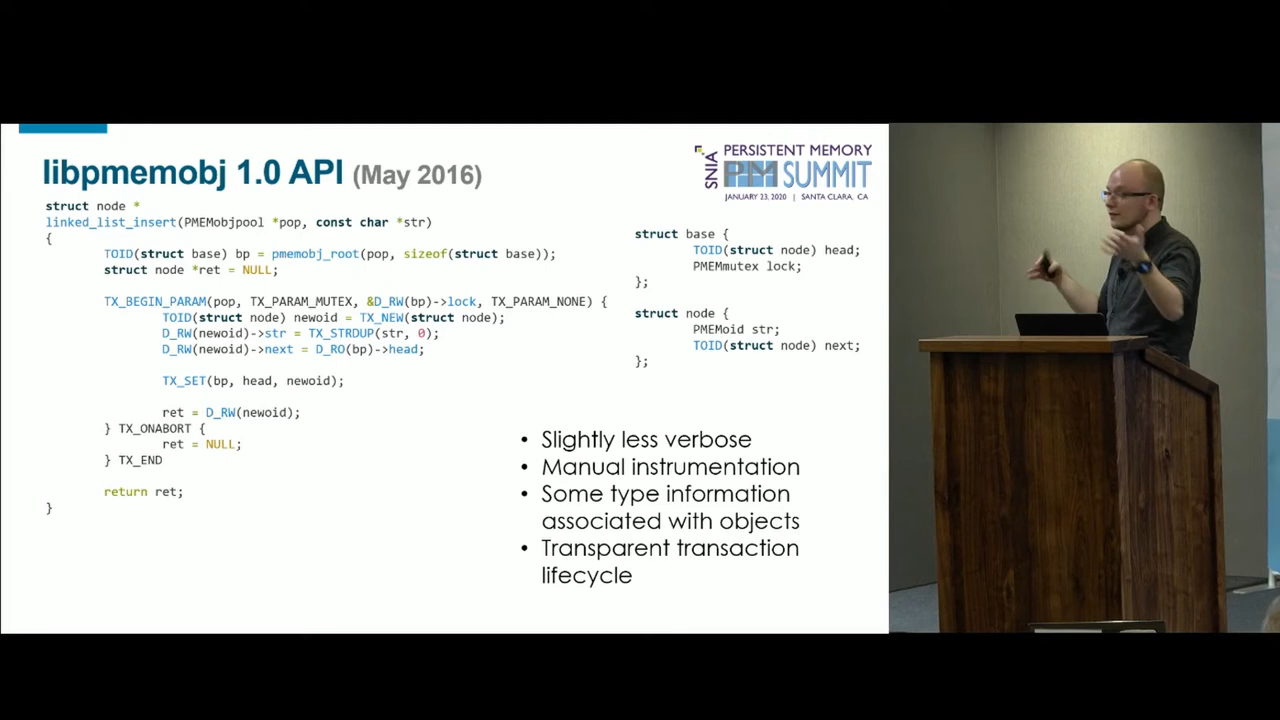 libpmemobj 1.0 API (May 2016)
SNIA
PERSISTENT MEMORY
PM SUMMIT
JANUARY 23, 2020 | SANTA CLARA, CA
struct node *
linked_list_insert(PMEMobjpool *pop, const char *str)
{
TOID(struct base) bp = pmemobj_root(pop, sizeof(struct base));
struct node *ret = NULL;
TX_BEGIN_PARAM(pop, TX_PARAM_MUTEX, &D_RW(bp)->lock, TX_PARAM_NONE) {
TOID(struct node) newoid = TX_NEW(struct node);
D_RW(newoid)->str = TX_STRDUP(str, 0);
D_RW(newoid)->next = D_RO(bp)->head;
TX_SET(bp, head, newoid);
ret = D_RW(newoid);
} TX_ONABORT {
ret = NULL;
} TX_END
return ret;
}
struct base {
TOID(struct node) head;
PMEMmutex lock;
};
struct node {
PMEMoid str;
TOID(struct node) next;
};
• Slightly less verbose
• Manual instrumentation
• Some type information
associated with objects
• Transparent transaction
lifecycle